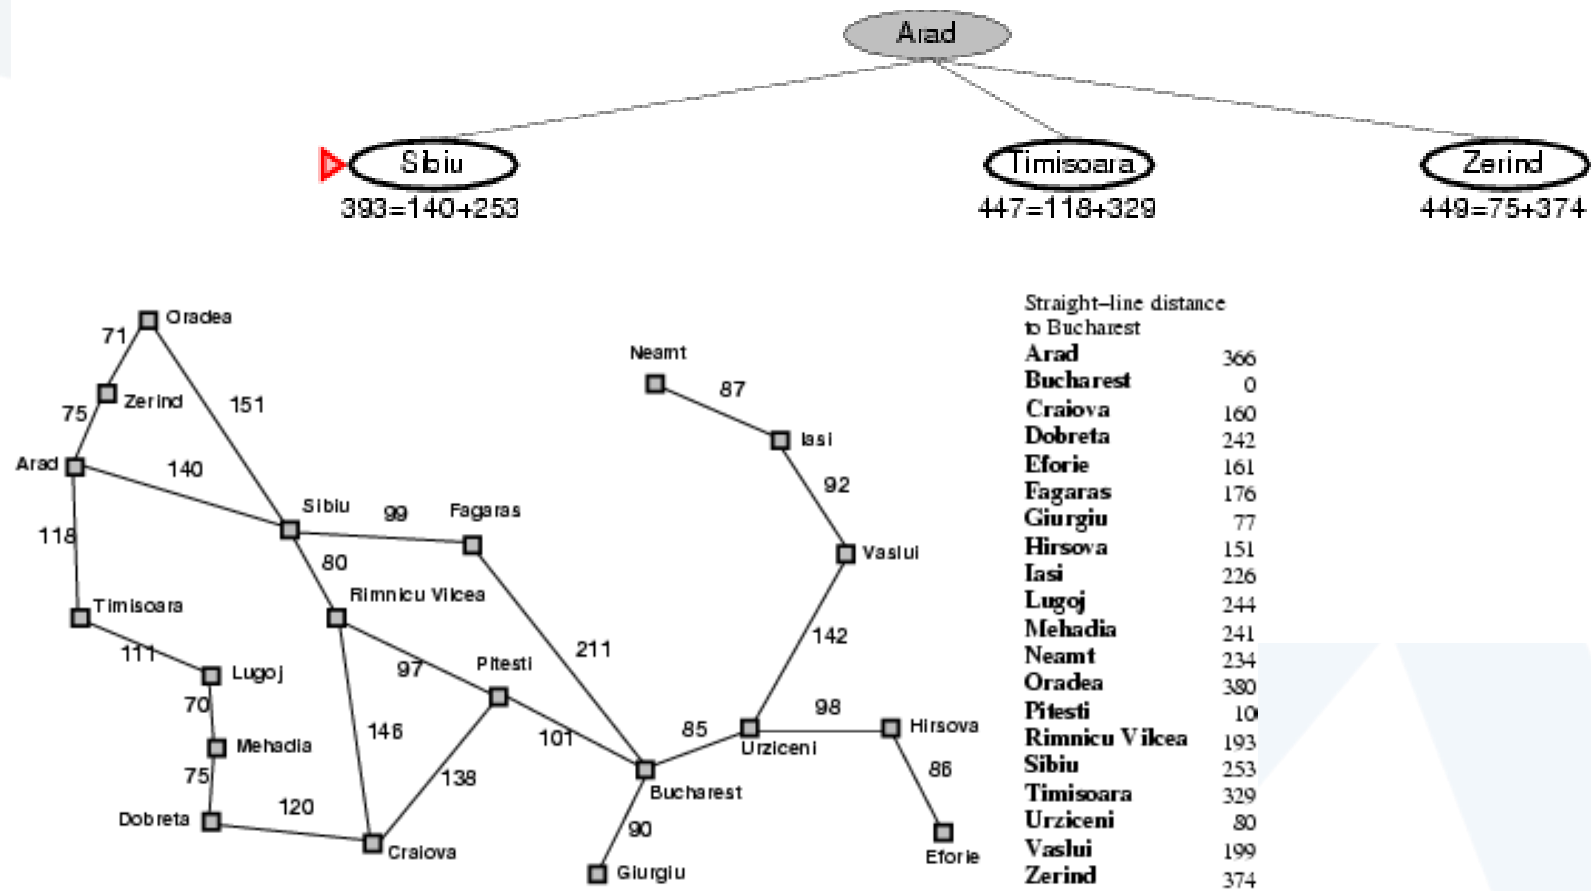 Arad
Sibiu
Timisoara
Zerind
393=140+253
447=118+329
449=75+374
Oradea
71
Zerind
151
75
Arad
140
118
Sibiu
99
Fagaras
80
Rimnicu Vilcea
Timisoara
111
Lugoj
70
97
Pitesti
211
146
Mehadia
75
138
101
Dobreta
120
Craiova
Bucharest
90
Giurgiu
85
Urziceni
98
Hirsova
86
Eforie
142
Vaslui
92
Iasi
87
Neamt
Straight-line distance
to Bucharest
Arad 366
Bucharest 0
Craiova 160
Dobreta 242
Eforie 161
Fagaras 176
Giurgiu 77
Hirsova 151
Iasi 226
Lugoj 244
Mehadia 241
Neamt 234
Oradea 380
Pitesti 10
Rimnicu Vilcea 193
Sibiu 253
Timisoara 329
Urziceni 80
Vaslui 199
Zerind 374